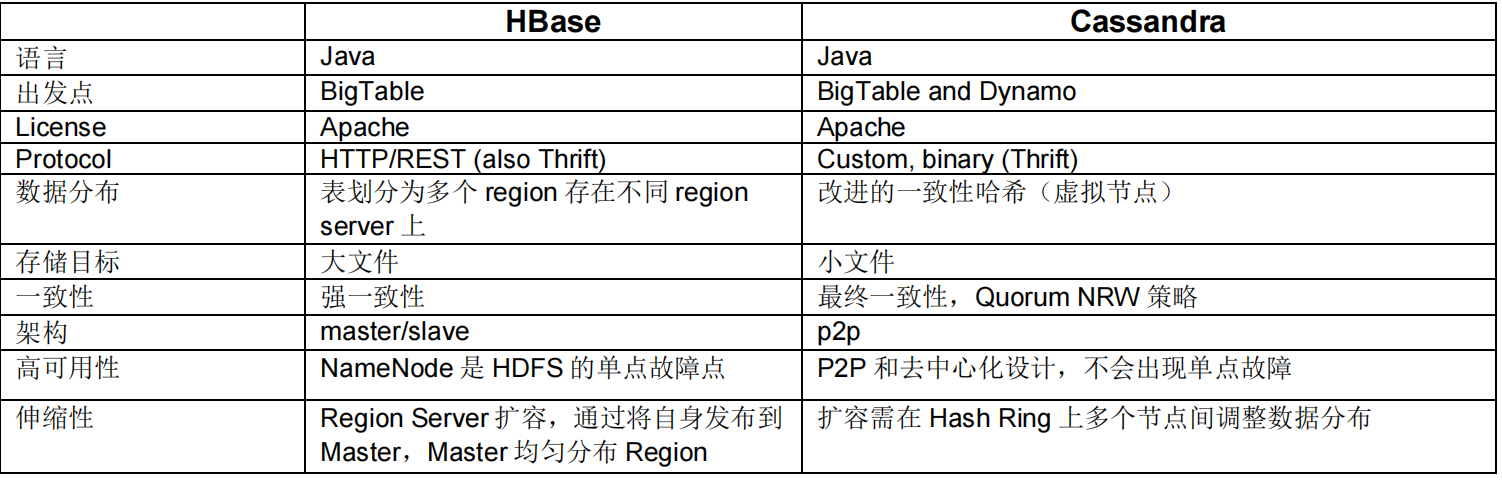 HBase Cassandra
语言 Java Java
出发点 BigTable BigTable and Dynamo
License Apache Apache
Protocol HTTP/REST (also Thrift) Custom, binary (Thrift)
数据分布 表划分为多个 region 存在不同 region 改进的一致性哈希（虚拟节点）
server 上
存储目标 大文件 小文件
一致性 强一致性 最终一致性，Quorum NRW 策略
架构 master/slave p2p
高可用性 NameNode 是 HDFS 的单点故障点 P2P 和去中心化设计，不会出现单点故障
伸缩性 Region Server 扩容，通过将自身发布到 扩容需在 Hash Ring 上多个节点间调整数据分布
Master，Master 均匀分布 Region